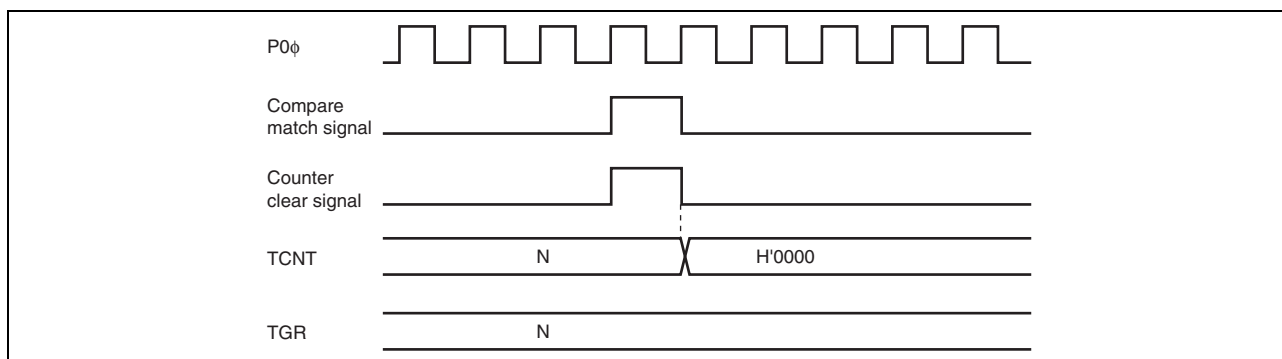 P0ϕ
Compare
match signal
Counter
clear signal
TCNT
N
H'0000
TGR
N